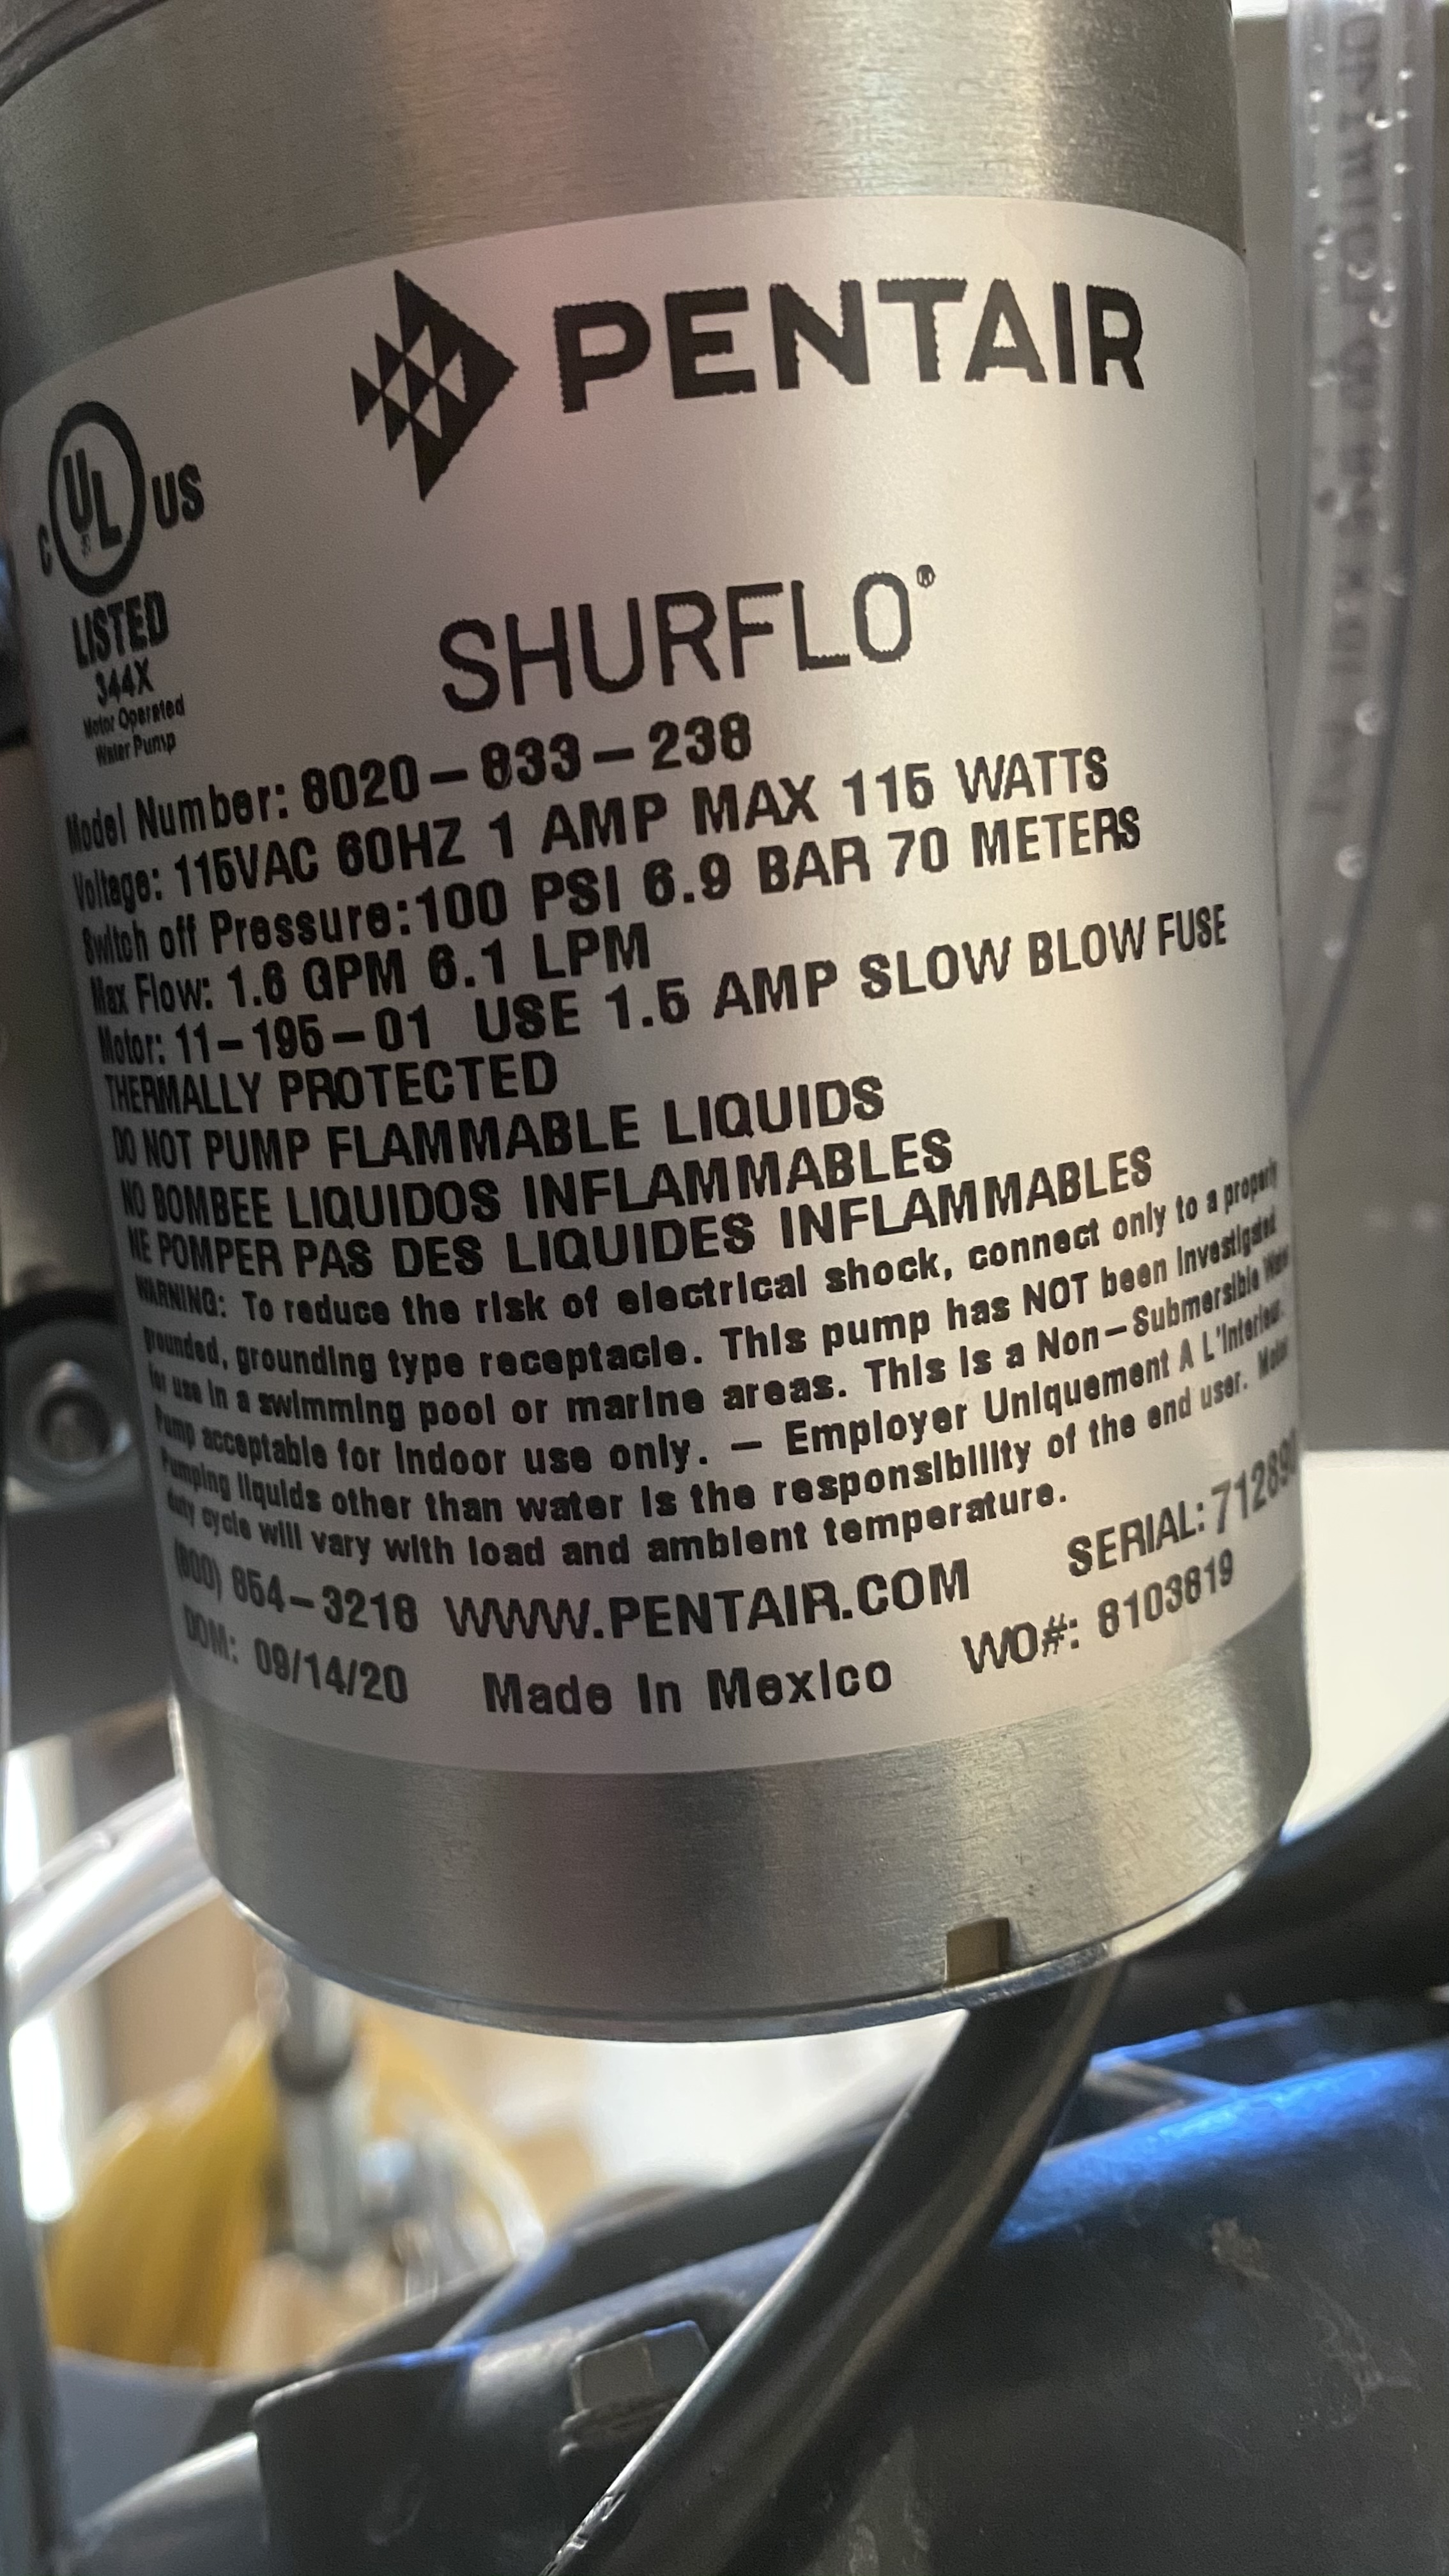 PENTAIR
C UL US
LISTED
344X
Motor Operated
Water Pump
SHURFLO®
Model Number: 8020-833-238
Voltage: 115VAC 60HZ 1 AMP MAX 115 WATTS
Switch off Pressure:100 PSI 6.9 BAR 70 METERS
Max Flow: 1.6 GPM 6.1 LPM
Motor: 11-195-01 USE 1.5 AMP SLOW BLOW FUSE
THERMALLY PROTECTED
DO NOT PUMP FLAMMABLE LIQUIDS
NO BOMBEE LIQUIDOS INFLAMMABLES
NE POMPER PAS DES LIQUIDES INFLAMMABLES
WARNING: To reduce the risk of electrical shock, connect only to a properly
grounded, grounding type receptacle. This pump has NOT been investigated
for use in a swimming pool or marine areas. This is a Non-Submersible Water
Pump acceptable for indoor use only. – Employer Uniquement A L'Interieur.
Pumping liquids other than water is the responsibility of the end user. Motor
duty cycle will vary with load and ambient temperature.
(800) 854-3218 WWW.PENTAIR.COM SERIAL: 71289
DOM: 09/14/20 Made in Mexico WO#: 8103819